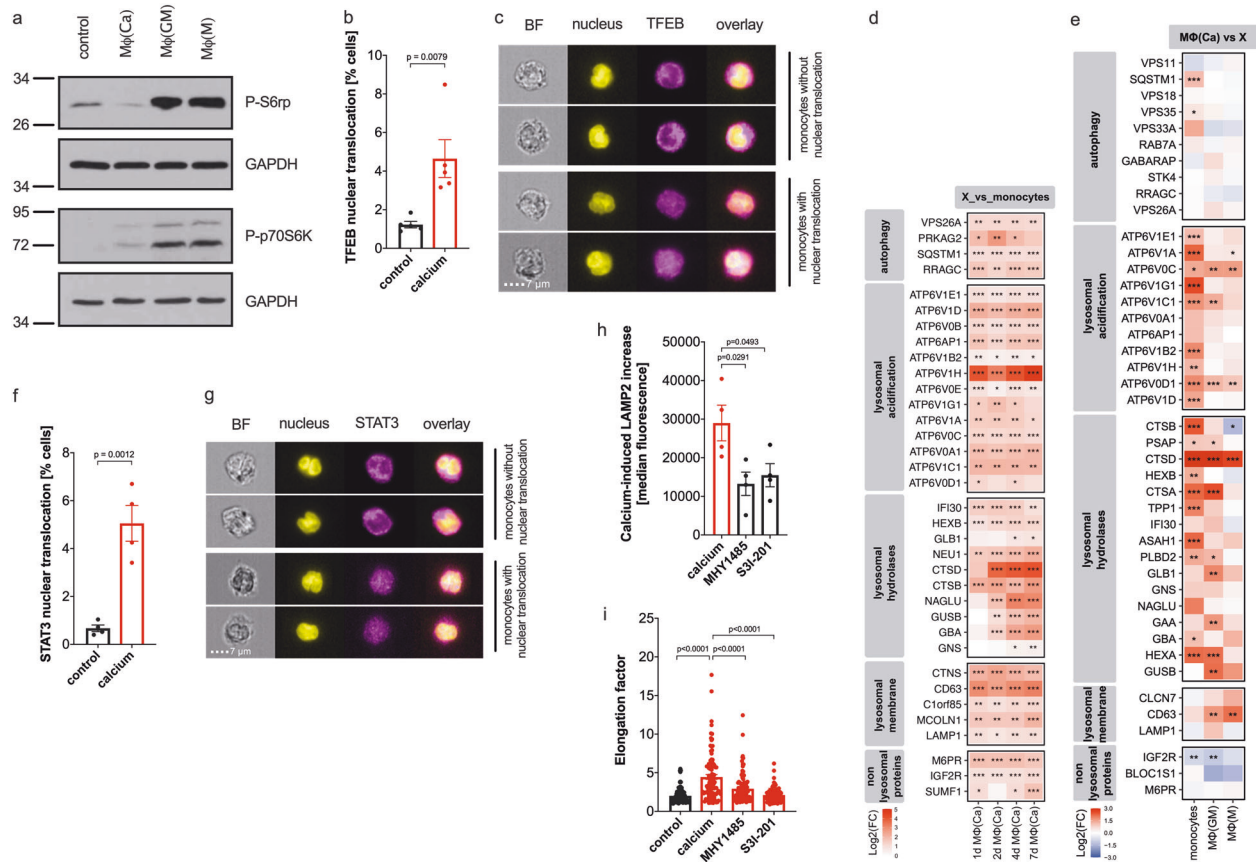 a
control
Mϕ(Ca)
Mϕ(GM)
Mϕ(M)
34
26
P-S6rp
34
GAPDH
95
72
P-p70S6K
34
GAPDH
b
TFEB nuclear translocation [% cells]
p = 0.0079
10
8
6
4
2
0
control
calcium
c
BF
nucleus
TFEB
overlay
monocytes without
nuclear translocation
monocytes with
nuclear translocation
7 µm
d
X_vs_monocytes
autophagy
VPS26A ** ** ** **
PRKAG2 * ** *
SQSTM1 *** *** *** ***
RRAGC *** *** ** ***
lysosomal
acidification
ATP6V1E1 *** *** *** ***
ATP6V1D *** *** *** ***
ATP6V0B *** *** *** ***
ATP6AP1 *** *** *** ***
ATP6V1B2 ** * ** *
ATP6V1H *** *** *** ***
ATP6V0E *** * *** **
ATP6V1G1 * ** *
ATP6V1A ** * ** *
ATP6V0C *** *** *** ***
ATP6V0A1 *** *** *** ***
ATP6V1C1 ** ** ** **
ATP6V0D1 * *
lysosomal
hydrolases
IFI30 *** *** *** **
HEXB *** *** *** ***
GLB1 * *
NEU1 ** *** *** ***
CTSD *** *** ***
CTSB *** *** *** ***
NAGLU *** *** ***
GUSB ** *** ***
GBA *** *** ***
GNS * **
lysosomal
membrane
CTNS *** *** *** ***
CD63 *** *** *** ***
C1orf85 ** ** ** ***
MCOLN1 ** ** ** ***
LAMP1 ** * ** **
non
lysosomal
proteins
M6PR *** *** *** ***
IGF2R *** *** *** ***
SUMF1 * * ***
Log2(FC)
5
4
3
2
1
0
1d MΦ(Ca)
2d MΦ(Ca)
4d MΦ(Ca)
7d MΦ(Ca)
e
MΦ(Ca) vs X
autophagy
VPS11
SQSTM1 ***
VPS18
VPS35 *
VPS33A
RAB7A
GABARAP
STK4
RRAGC
VPS26A
lysosomal
acidification
ATP6V1E1 ***
ATP6V1A *** *
ATP6V0C * ** **
ATP6V1G1 ***
ATP6V1C1 *** **
ATP6V0A1
ATP6AP1
ATP6V1B2 ***
ATP6V1H **
ATP6V0D1 *** *** **
ATP6V1D ***
lysosomal
hydrolases
CTSB *** *
PSAP * *
CTSD *** *** ***
HEXB **
CTSA *** ***
TPP1 ***
IFI30
ASAH1 ***
PLBD2 ** *
GLB1 **
GNS
NAGLU
GAA **
GBA *
HEXA *** ***
GUSB **
lysosomal
membrane
CLCN7
CD63 ** **
LAMP1
non
lysosomal
proteins
IGF2R ** **
BLOC1S1
M6PR
Log2(FC)
3.0
1.5
0.0
-1.5
-3.0
monocytes
MΦ(GM)
MΦ(M)
f
STAT3 nuclear translocation [% cells]
p = 0.0012
8
6
4
2
0
control
calcium
g
BF
nucleus
STAT3
overlay
monocytes without
nuclear translocation
monocytes with
nuclear translocation
7 µm
h
Calcium-induced LAMP2 increase
[median fluorescence]
p=0.0493
p=0.0291
50000
40000
30000
20000
10000
0
calcium
MHY1485
S3I-201
i
Elongation factor
p<0.0001
p<0.0001
p<0.0001
20
15
10
5
0
control
calcium
MHY1485
S3I-201